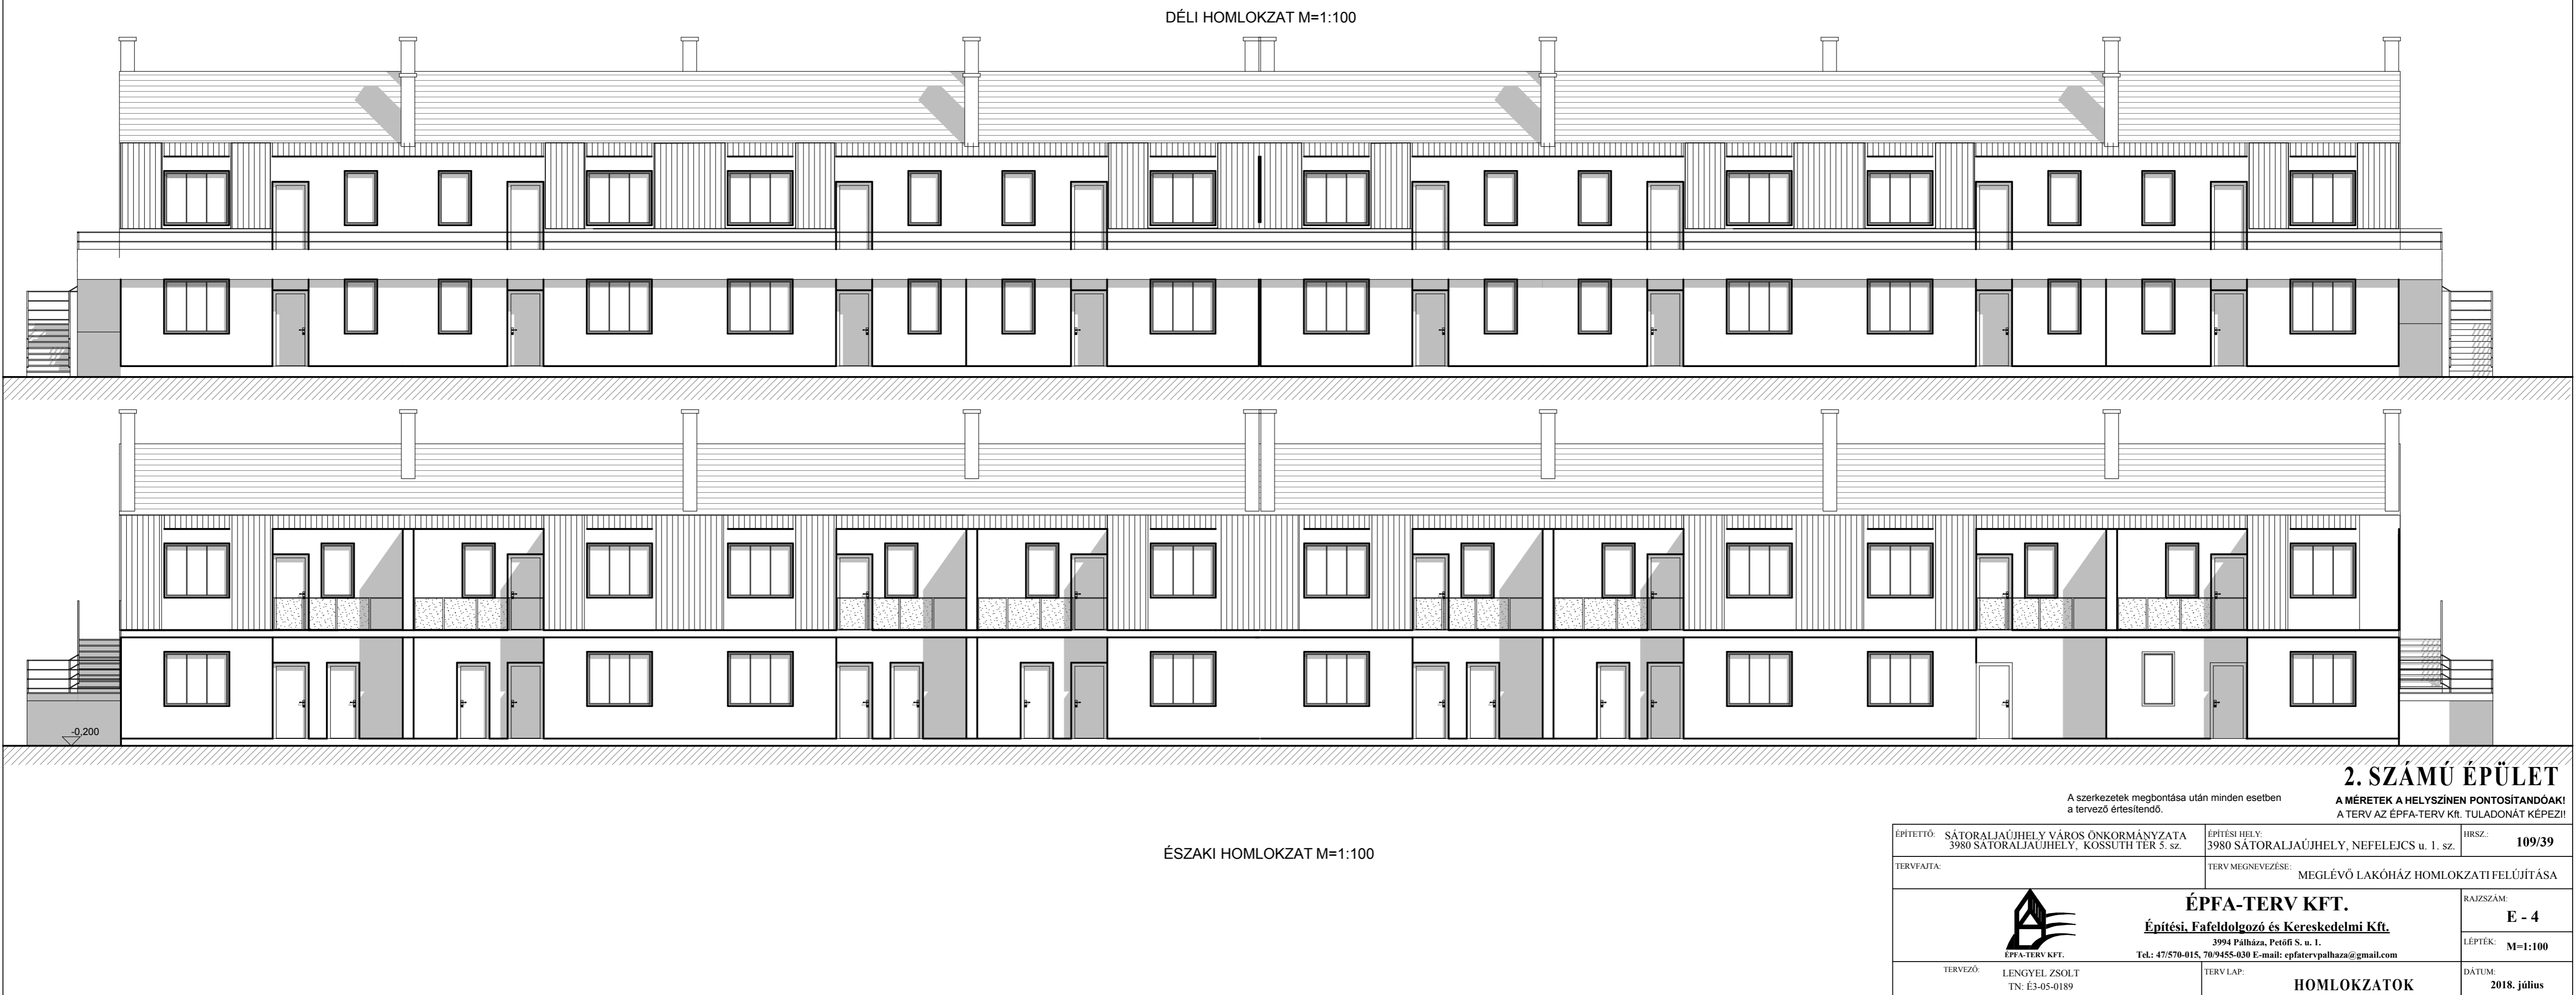 DÉLI HOMLOKZAT M=1:100
-0,200
ÉSZAKI HOMLOKZAT M=1:100
2. SZÁMÚ ÉPÜLET
A szerkezetek megbontása után minden esetben
a tervező értesítendő.
A MÉRETEK A HELYSZÍNEN PONTOSÍTANDÓAK!
A TERV AZ ÉPFA-TERV Kft. TULADONÁT KÉPEZI!
ÉPÍTETTŐ: SÁTORALJAÚJHELY VÁROS ÖNKORMÁNYZATA
3980 SÁTORALJAÚJHELY, KOSSUTH TÉR 5. sz.
ÉPÍTÉSI HELY:
3980 SÁTORALJAÚJHELY, NEFELEJCS u. 1. sz.
HRSZ.:
109/39
TERVFAJTA:
TERV MEGNEVEZÉSE:
MEGLÉVŐ LAKÓHÁZ HOMLOKZATI FELÚJÍTÁSA
ÉPFA-TERV KFT.
ÉPFA-TERV KFT.
Építési, Fafeldolgozó és Kereskedelmi Kft.
3994 Pálháza, Petőfi S. u. 1.
Tel.: 47/570-015, 70/9455-030 E-mail: epfatervpalhaza@gmail.com
RAJZSZÁM:
E - 4
LÉPTÉK: M=1:100
TERVEZŐ: LENGYEL ZSOLT
TN: É3-05-0189
TERV LAP:
HOMLOKZATOK
DÁTUM:
2018. július